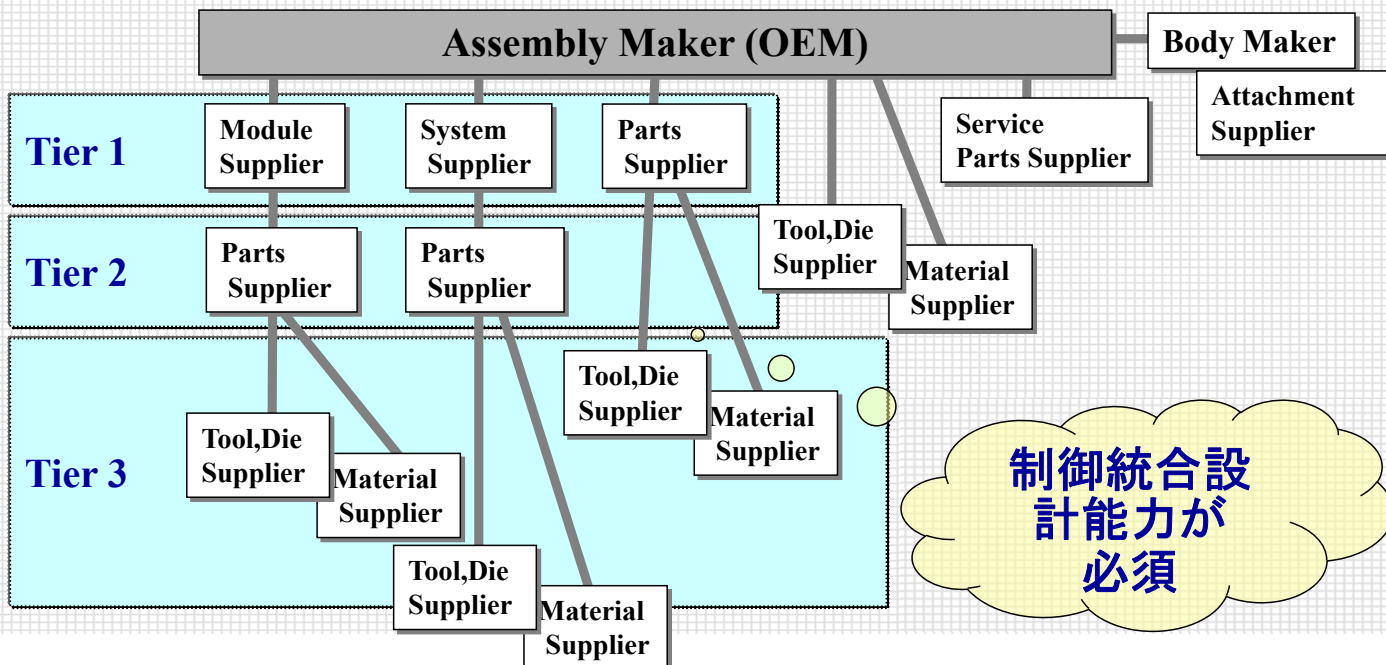 Assembly Maker (OEM)
Body Maker
Attachment
Supplier
Tier 1
Module
Supplier
System
Supplier
Parts
Supplier
Service
Parts Supplier
Tier 2
Parts
Supplier
Parts
Supplier
Tool,Die
Supplier
Material
Supplier
Tier 3
Tool,Die
Supplier
Material
Supplier
Tool,Die
Supplier
Material
Supplier
Tool,Die
Supplier
Material
Supplier
制御統合設
計能力が
必須